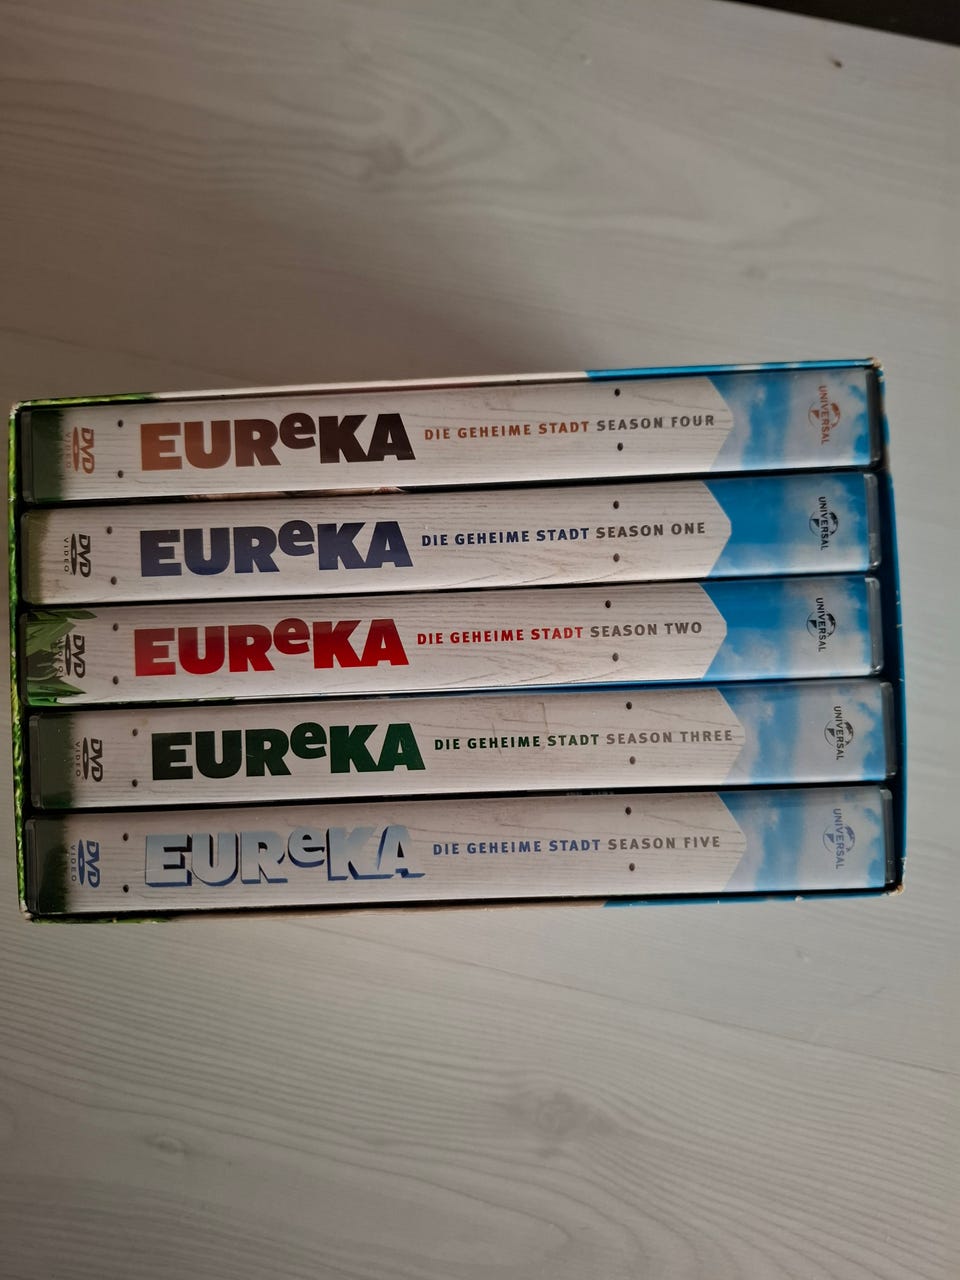 DVD VIDEO EUReKA DIE GEHEIME STADT SEASON FOUR UNIVERSAL
DVD VIDEO EUReKA DIE GEHEIME STADT SEASON ONE UNIVERSAL
DVD VIDEO EUReKA DIE GEHEIME STADT SEASON TWO UNIVERSAL
DVD VIDEO EUReKA DIE GEHEIME STADT SEASON THREE UNIVERSAL
DVD VIDEO EUReKA DIE GEHEIME STADT SEASON FIVE UNIVERSAL